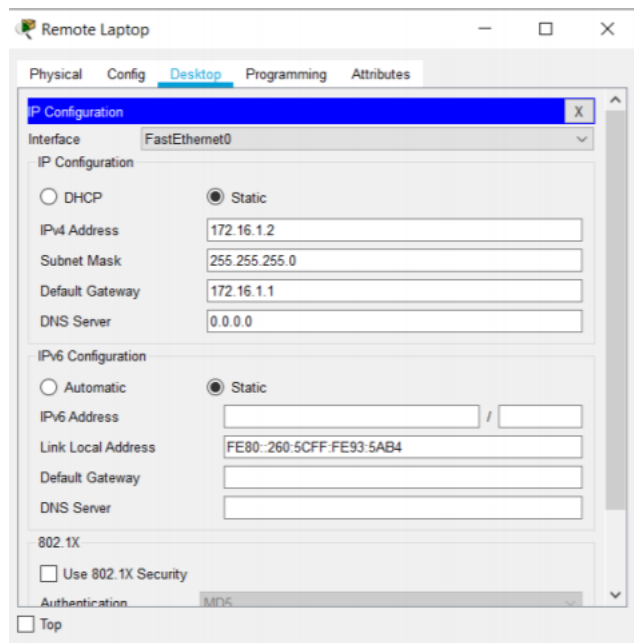 Remote Laptop
Physical Config Desktop Programming Attributes
IP Configuration X
Interface FastEthernet0
IP Configuration
DHCP Static
IPv4 Address 172.16.1.2
Subnet Mask 255.255.255.0
Default Gateway 172.16.1.1
DNS Server 0.0.0.0
IPv6 Configuration
Automatic Static
IPv6 Address /
Link Local Address FE80::260:5CFF:FE93:5AB4
Default Gateway
DNS Server
802.1X
Use 802.1X Security
Authentication MD5
Top